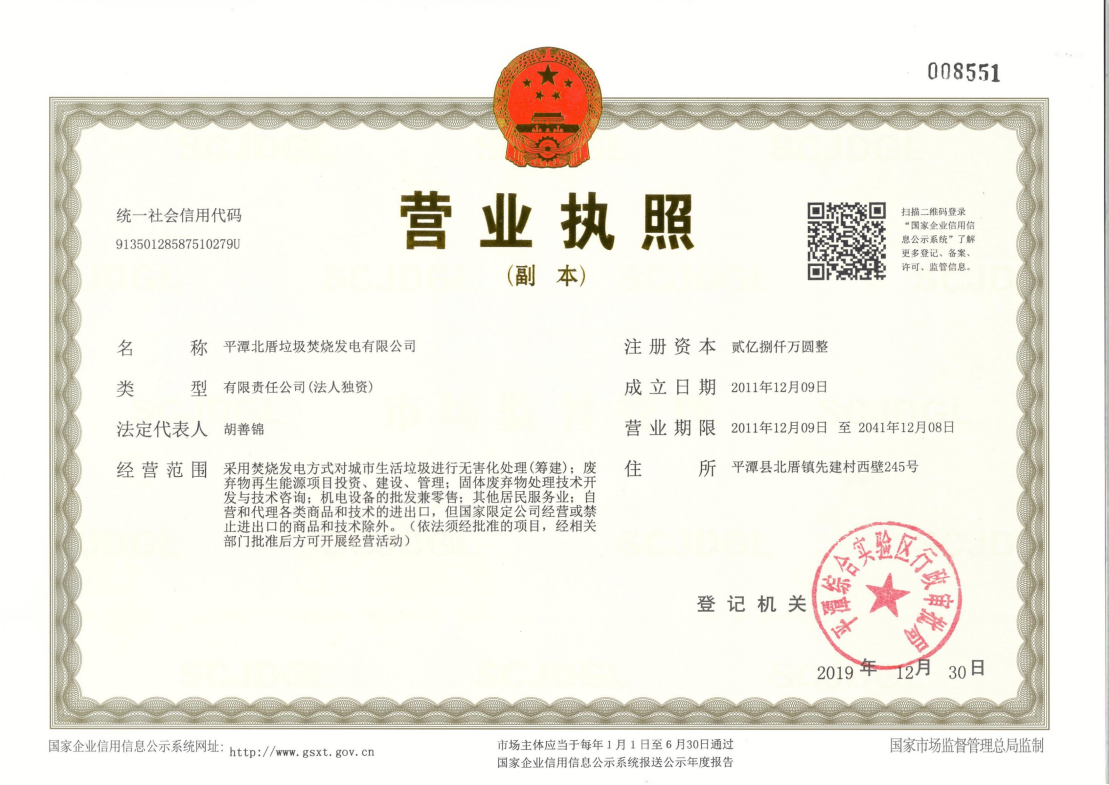 008551
统一社会信用代码
91350128587510279U
营业执照
(副 本)
扫描二维码登录
“国家企业信用信
息公示系统”了解
更多登记、备案、
许可、监管信息。
名 称 平潭北厝垃圾焚烧发电有限公司
类 型 有限责任公司(法人独资)
法定代表人 胡善锦
经营范围 采用焚烧发电方式对城市生活垃圾进行无害化处理(筹建)；废
弃物再生能源项目投资、建设、管理；固体废弃物处理技术开
发与技术咨询；机电设备的批发兼零售；其他居民服务业；自
营和代理各类商品和技术的进出口，但国家限定公司经营或禁
止进出口的商品和技术除外。（依法须经批准的项目，经相关
部门批准后方可开展经营活动）
注册资本 贰亿捌仟万圆整
成立日期 2011年12月09日
营业期限 2011年12月09日 至 2041年12月08日
住 所 平潭县北厝镇先建村西壁245号
登记机关
平潭综合实验区行政审批局
2019 年 12月 30日
国家企业信用信息公示系统网址: http://www.gsxt.gov.cn
市场主体应当于每年1月1日至6月30日通过
国家企业信用信息公示系统报送公示年度报告
国家市场监督管理总局监制